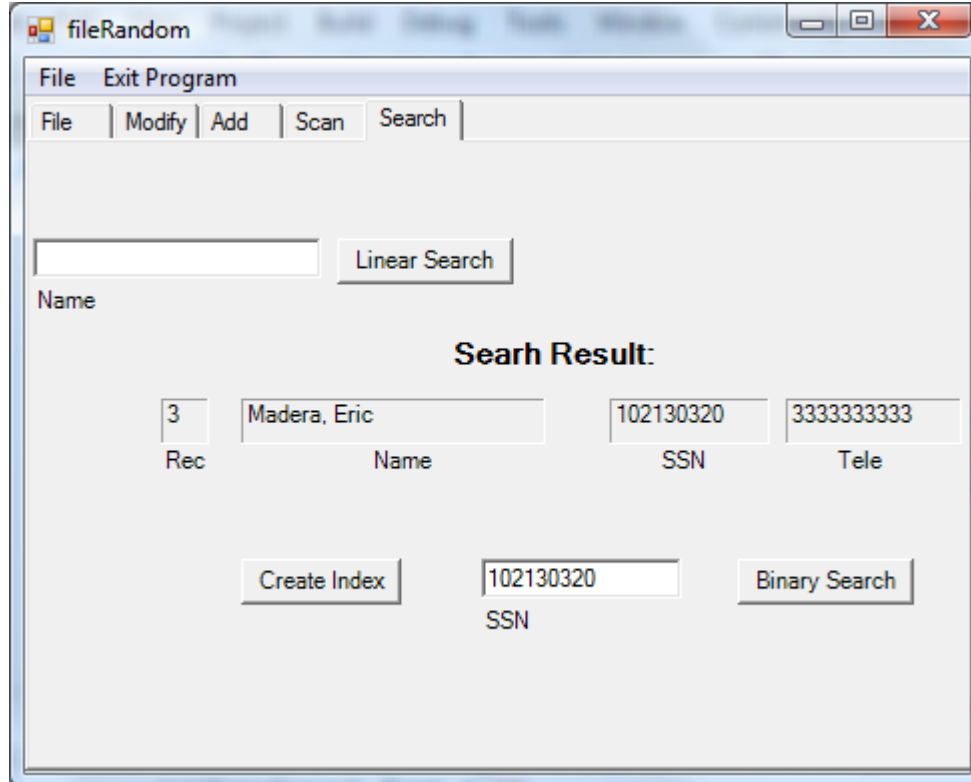 fileRandom
File Exit Program
File Modify Add Scan Search
Linear Search
Name
Searh Result:
3 Madera, Eric 102130320 3333333333
Rec Name SSN Tele
Create Index 102130320 Binary Search
SSN